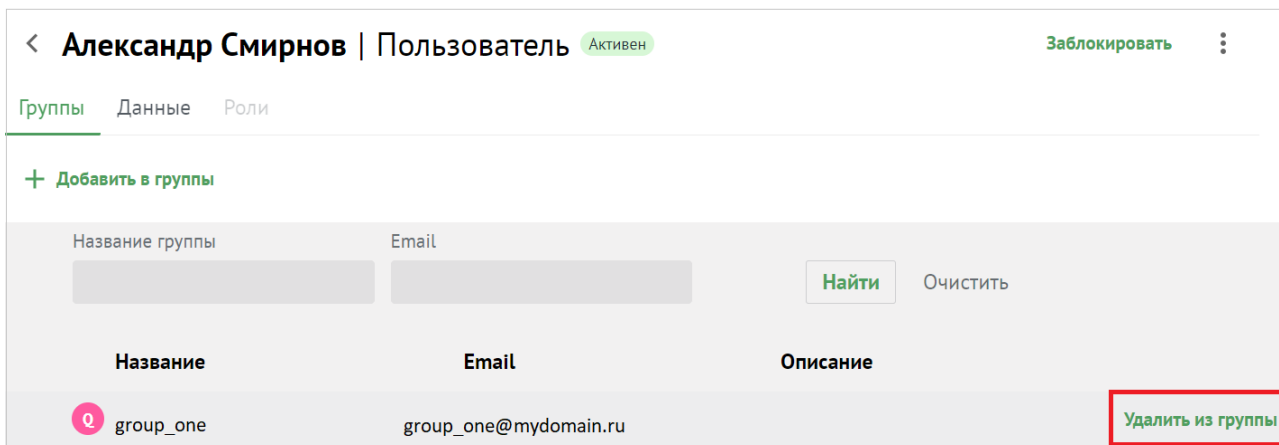 Александр Смирнов | Пользователь Активен Заблокировать
Группы Данные Роли
+ Добавить в группы
Название группы Email
Найти Очистить
Название Email Описание
Q group_one group_one@mydomain.ru Удалить из группы